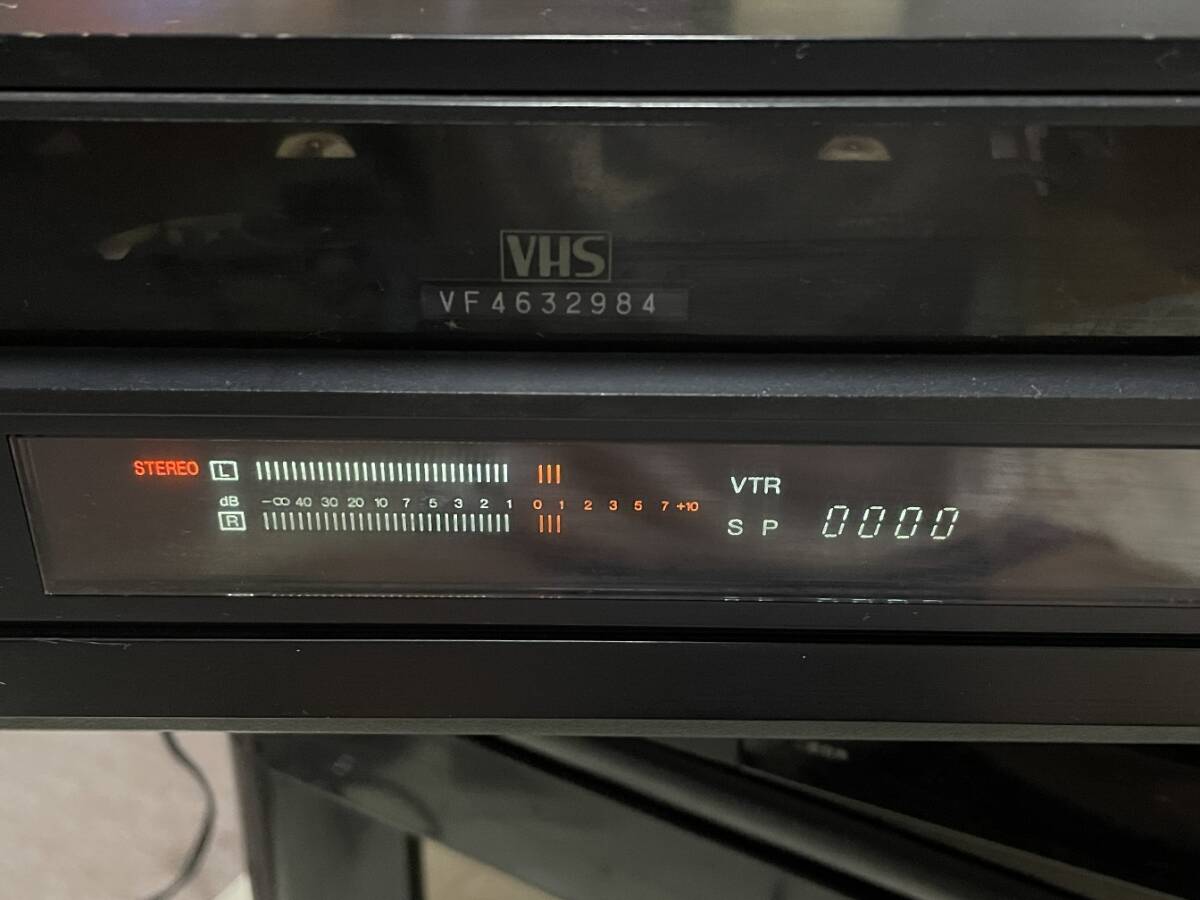 VHS
VF4632984
STEREO L
VTR
dB -∞ 40 30 20 10 7 5 3 2 1 0 1 2 3 5 7 +10
R
SP 0000